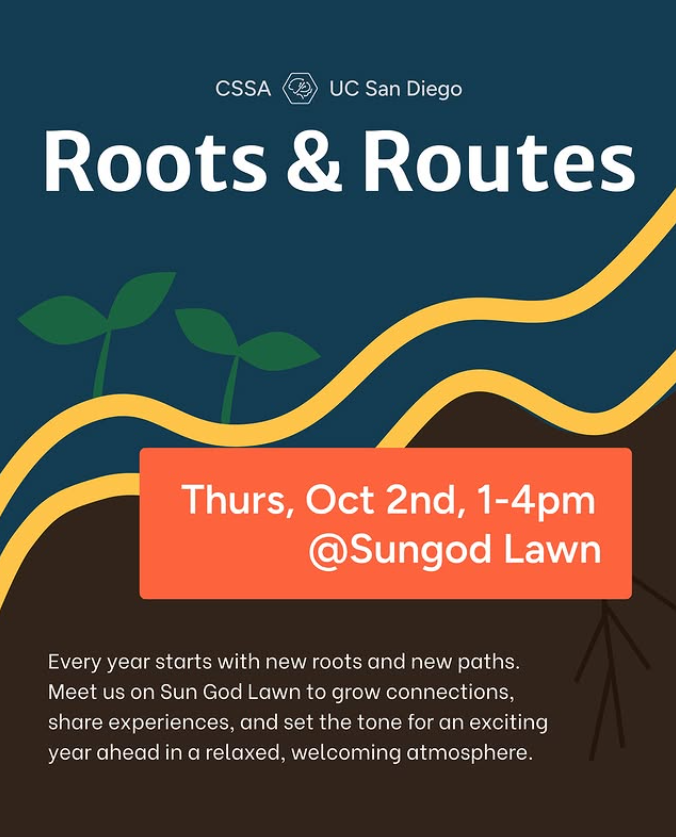 CSSA UC San Diego
Roots & Routes
Thurs, Oct 2nd, 1-4pm
@Sungod Lawn
Every year starts with new roots and new paths.
Meet us on Sun God Lawn to grow connections,
share experiences, and set the tone for an exciting
year ahead in a relaxed, welcoming atmosphere.